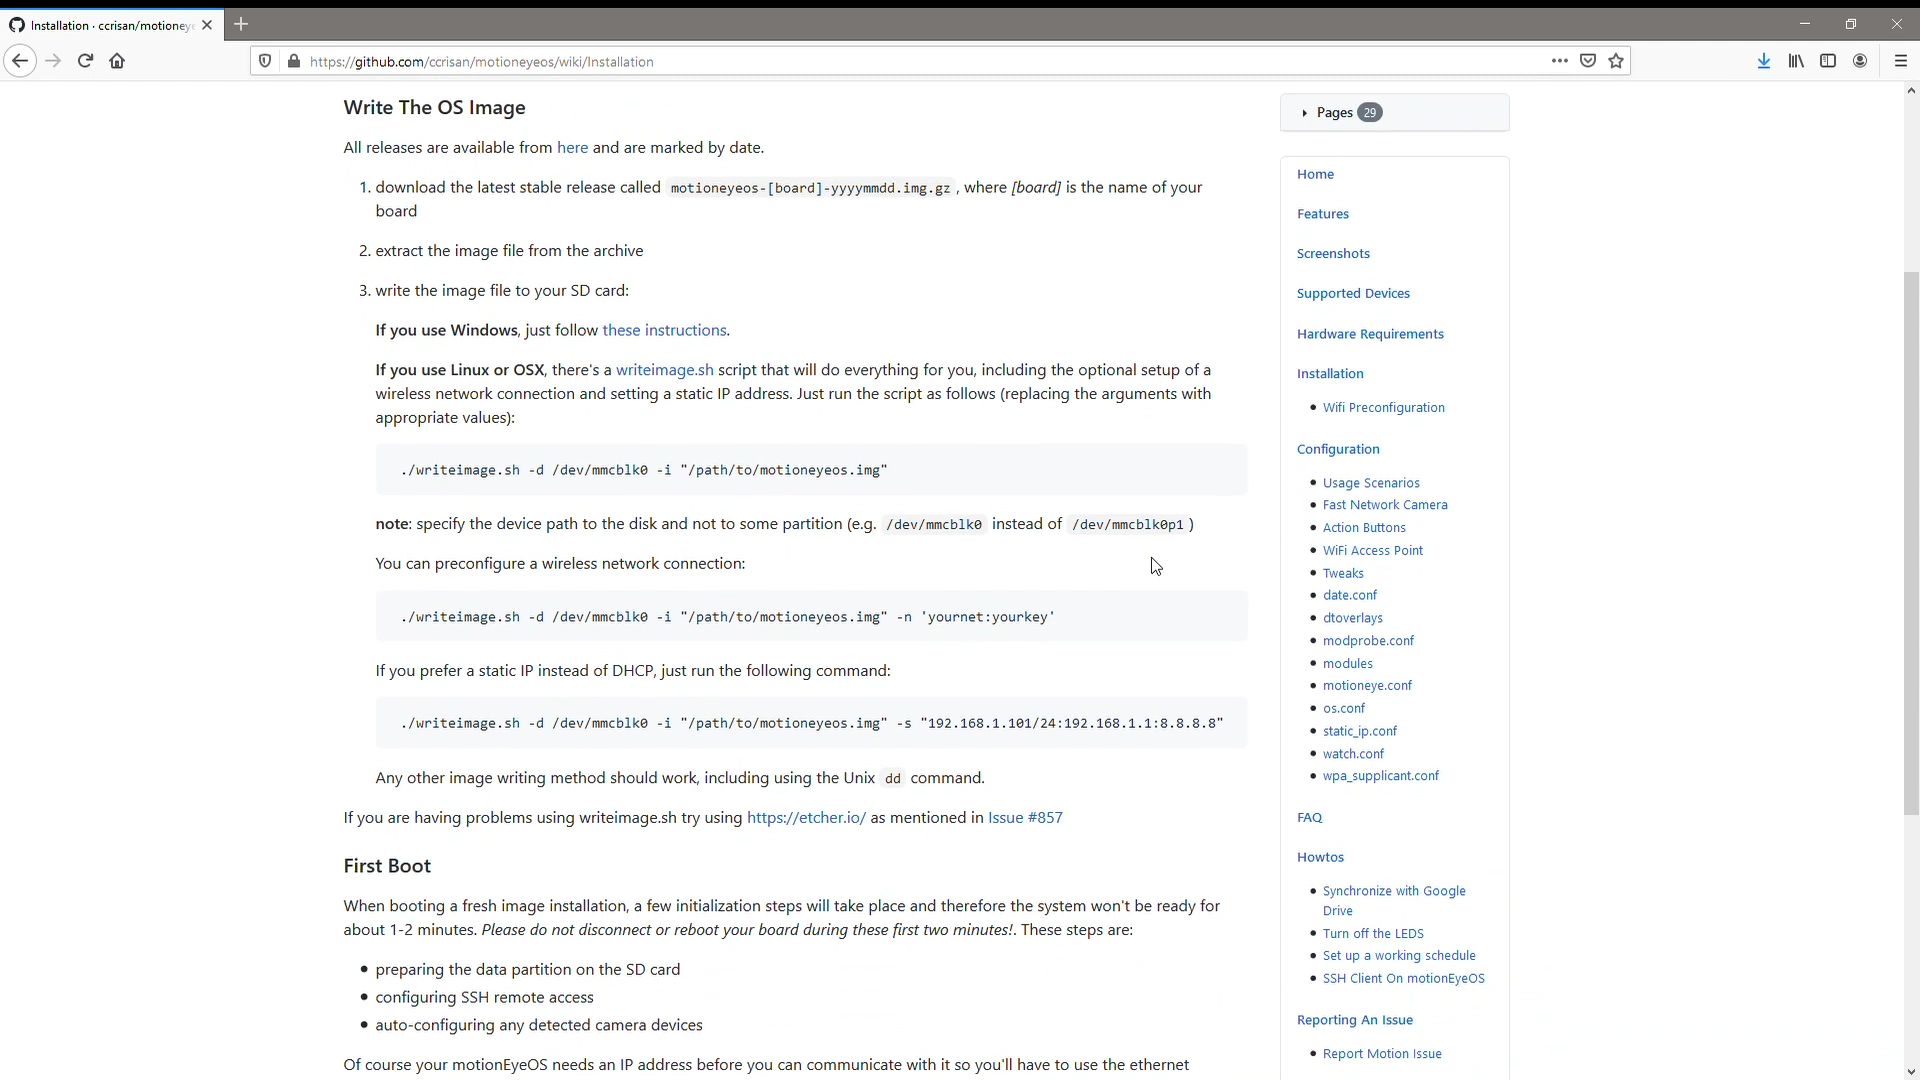 Installation · ccrisan/motioneye
https://github.com/ccrisan/motioneyeos/wiki/Installation
Write The OS Image
All releases are available from here and are marked by date.
1. download the latest stable release called motioneyeos-[board]-yyyymmdd.img.gz , where [board] is the name of your
board
2. extract the image file from the archive
3. write the image file to your SD card:
If you use Windows, just follow these instructions.
If you use Linux or OSX, there's a writeimage.sh script that will do everything for you, including the optional setup of a
wireless network connection and setting a static IP address. Just run the script as follows (replacing the arguments with
appropriate values):
./writeimage.sh -d /dev/mmcblk0 -i "/path/to/motioneyeos.img"
note: specify the device path to the disk and not to some partition (e.g. /dev/mmcblk0 instead of /dev/mmcblk0p1 )
You can preconfigure a wireless network connection:
./writeimage.sh -d /dev/mmcblk0 -i "/path/to/motioneyeos.img" -n 'yournet:yourkey'
If you prefer a static IP instead of DHCP, just run the following command:
./writeimage.sh -d /dev/mmcblk0 -i "/path/to/motioneyeos.img" -s "192.168.1.101/24:192.168.1.1:8.8.8.8"
Any other image writing method should work, including using the Unix dd command.
If you are having problems using writeimage.sh try using https://etcher.io/ as mentioned in Issue #857
First Boot
When booting a fresh image installation, a few initialization steps will take place and therefore the system won't be ready for
about 1-2 minutes. Please do not disconnect or reboot your board during these first two minutes!. These steps are:
• preparing the data partition on the SD card
• configuring SSH remote access
• auto-configuring any detected camera devices
Of course your motionEyeOS needs an IP address before you can communicate with it so you'll have to use the ethernet
Pages 29
Home
Features
Screenshots
Supported Devices
Hardware Requirements
Installation
• Wifi Preconfiguration
Configuration
• Usage Scenarios
• Fast Network Camera
• Action Buttons
• WiFi Access Point
• Tweaks
• date.conf
• dtoverlays
• modprobe.conf
• modules
• motioneye.conf
• os.conf
• static_ip.conf
• watch.conf
• wpa_supplicant.conf
FAQ
Howtos
• Synchronize with Google
Drive
• Turn off the LEDS
• Set up a working schedule
• SSH Client On motionEyeOS
Reporting An Issue
• Report Motion Issue